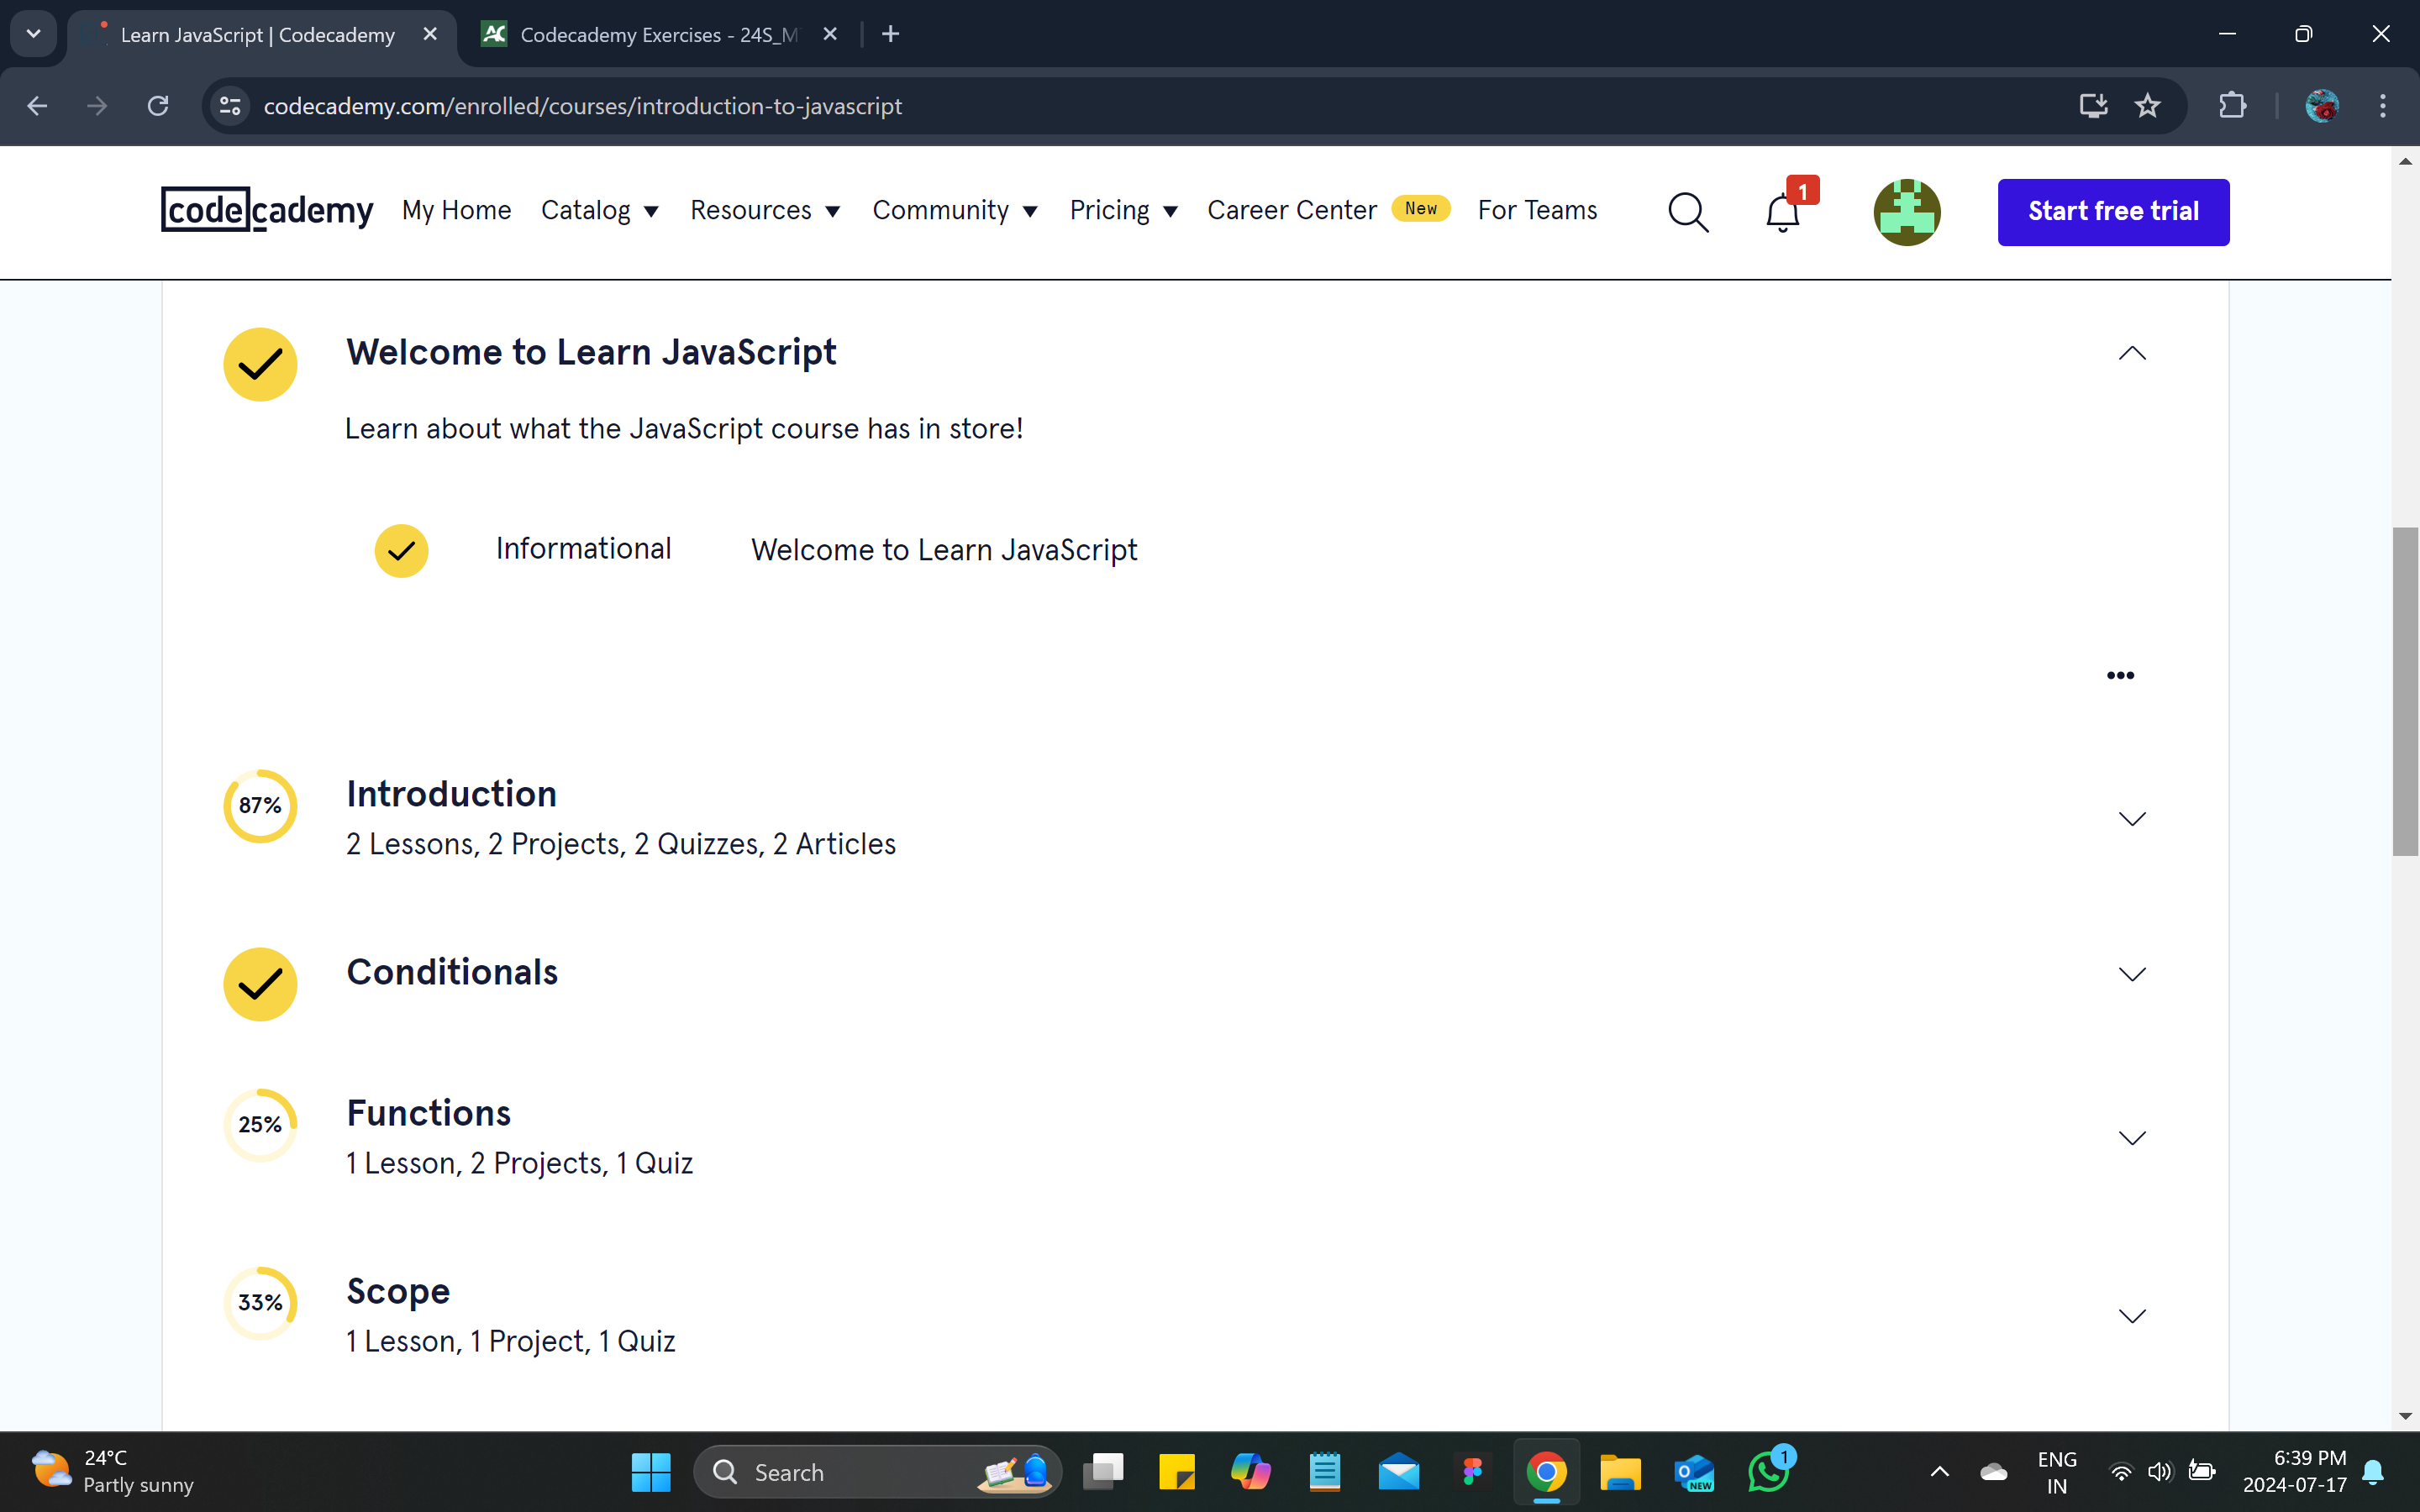 Learn JavaScript | Codecademy
Codecademy Exercises - 24S_M
codecademy.com/enrolled/courses/introduction-to-javascript
codecademy My Home Catalog Resources Community Pricing Career Center New For Teams 1 Start free trial
Welcome to Learn JavaScript
Learn about what the JavaScript course has in store!
Informational Welcome to Learn JavaScript
87% Introduction
2 Lessons, 2 Projects, 2 Quizzes, 2 Articles
Conditionals
25% Functions
1 Lesson, 2 Projects, 1 Quiz
33% Scope
1 Lesson, 1 Project, 1 Quiz
24°C
Partly sunny
Search
NEW
1
ENG
IN
6:39 PM
2024-07-17